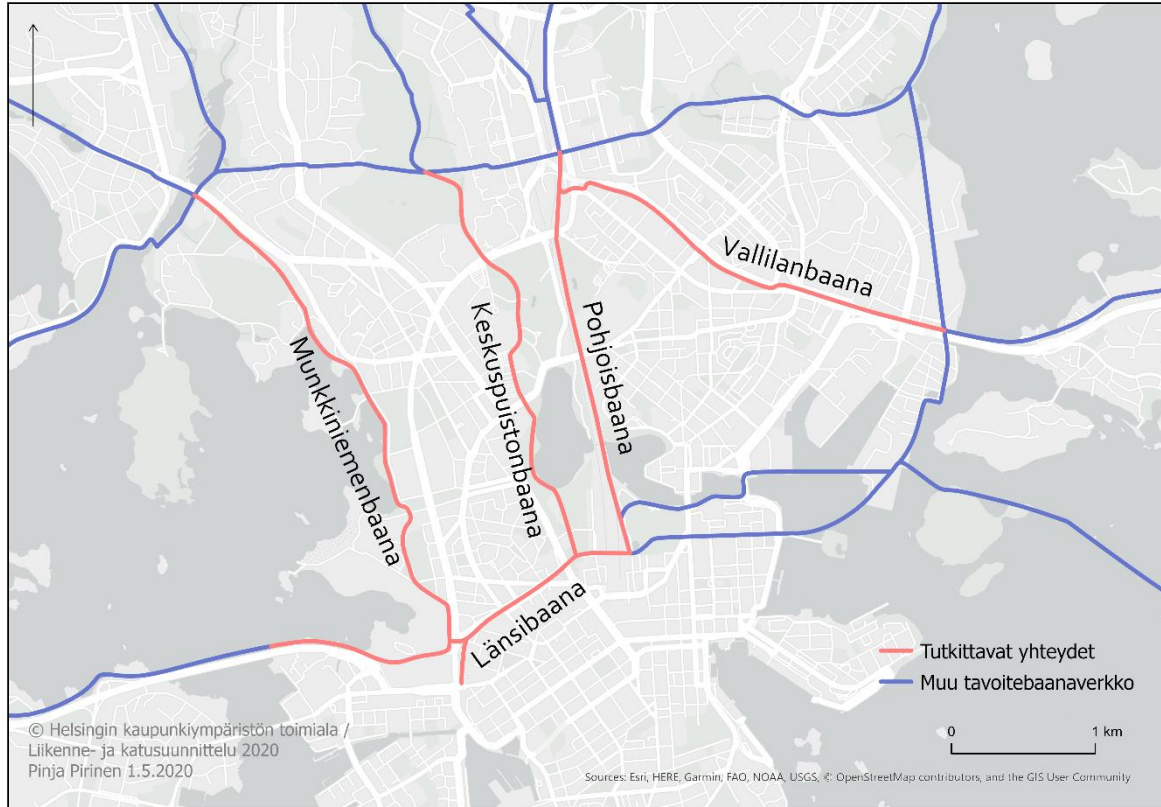 Vallilanbaana
Pohjoisbaana
Keskuspuistonbaana
Munkkiniemenbaana
Länsibaana
Tutkittavat yhteydet
Muu tavoitebaanaverkko
© Helsingin kaupunkiympäristön toimiala /
Liikenne- ja katusuunnittelu 2020
Pinja Pirinen 1.5.2020
0 1 km
Sources: Esri, HERE, Garmin, FAO, NOAA, USGS, © OpenStreetMap contributors, and the GIS User Community